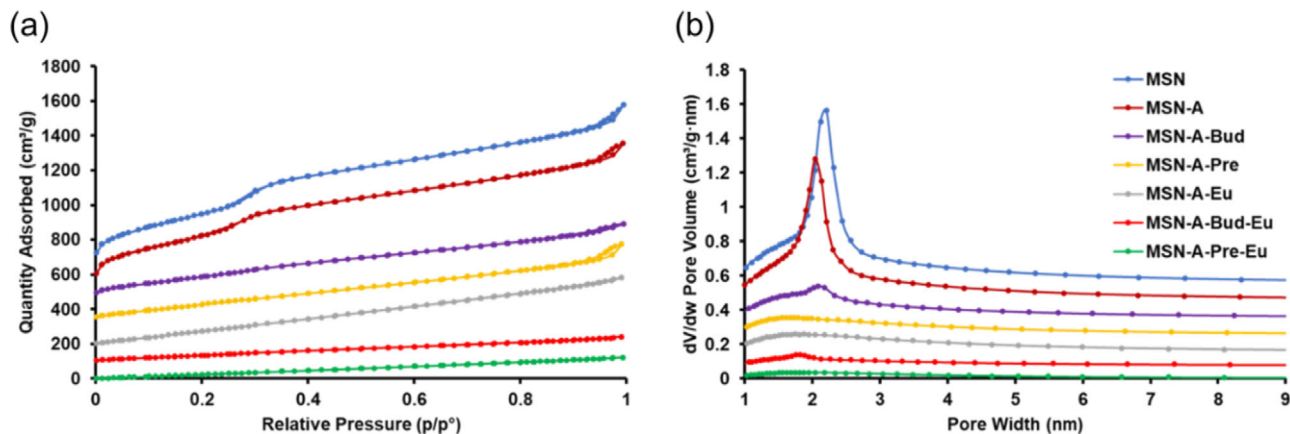 (a)
1800
1600
1400
1200
1000
800
600
400
200
0
Quantity Adsorbed (cm³/g)
0 0.2 0.4 0.6 0.8 1
Relative Pressure (p/p°)
(b)
1.8
1.6
1.4
1.2
1
0.8
0.6
0.4
0.2
0
dV/dw Pore Volume (cm³/g·nm)
1 2 3 4 5 6 7 8 9
Pore Width (nm)
MSN
MSN-A
MSN-A-Bud
MSN-A-Pre
MSN-A-Eu
MSN-A-Bud-Eu
MSN-A-Pre-Eu